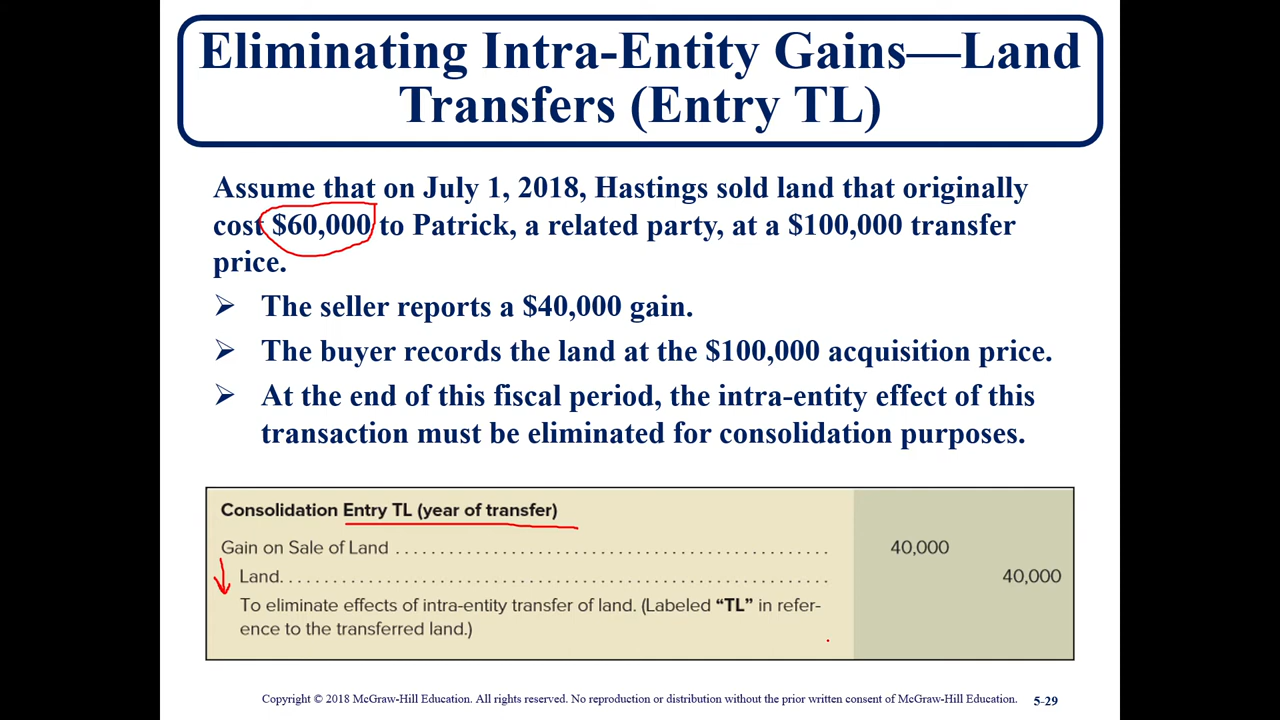 Eliminating Intra-Entity Gains—Land
Transfers (Entry TL)
Assume that on July 1, 2018, Hastings sold land that originally
cost $60,000 to Patrick, a related party, at a $100,000 transfer
price.
➢ The seller reports a $40,000 gain.
➢ The buyer records the land at the $100,000 acquisition price.
➢ At the end of this fiscal period, the intra-entity effect of this
transaction must be eliminated for consolidation purposes.
Consolidation Entry TL (year of transfer)
Gain on Sale of Land . . . . . . . . . . . . . . . . . . . . . . . . . . . . . . 40,000
Land. . . . . . . . . . . . . . . . . . . . . . . . . . . . . . . . . . . . . . . . 40,000
To eliminate effects of intra-entity transfer of land. (Labeled “TL” in refer-
ence to the transferred land.)
Copyright © 2018 McGraw-Hill Education. All rights reserved. No reproduction or distribution without the prior written consent of McGraw-Hill Education. 5-29